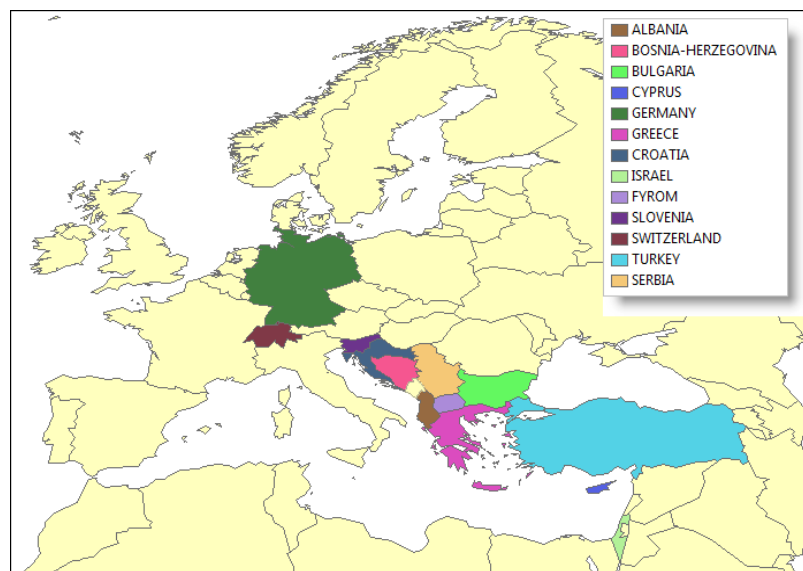 ALBANIA
BOSNIA-HERZEGOVINA
BULGARIA
CYPRUS
GERMANY
GREECE
CROATIA
ISRAEL
FYROM
SLOVENIA
SWITZERLAND
TURKEY
SERBIA